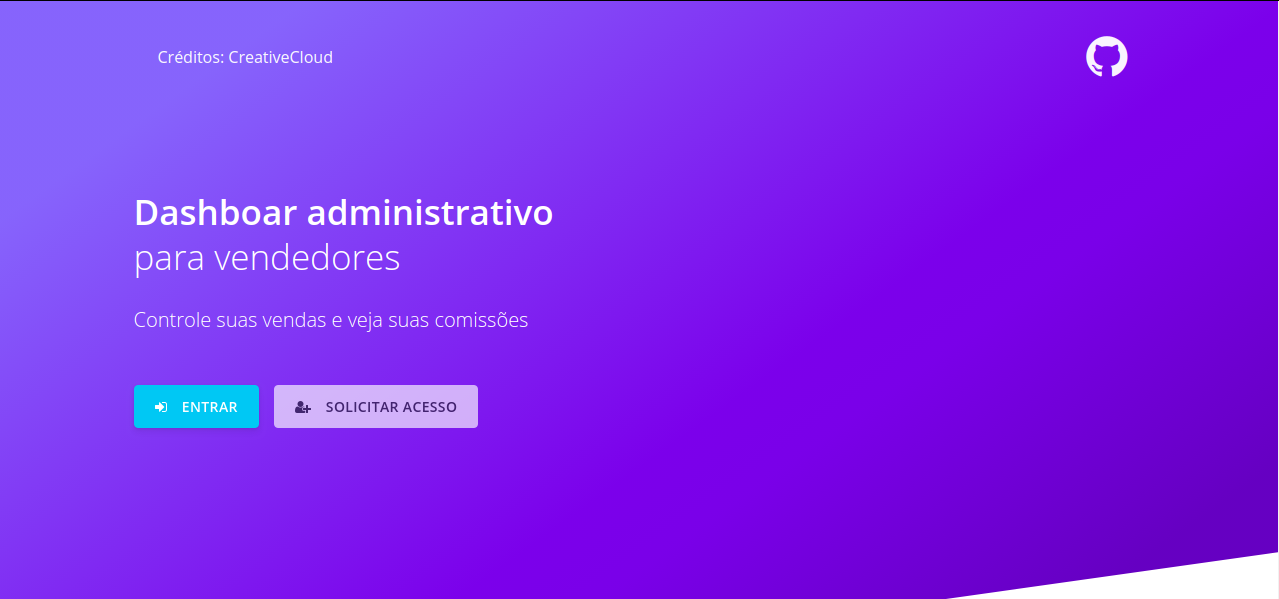 Créditos: CreativeCloud
Dashboar administrativo
para vendedores
Controle suas vendas e veja suas comissões
ENTRAR
SOLICITAR ACESSO